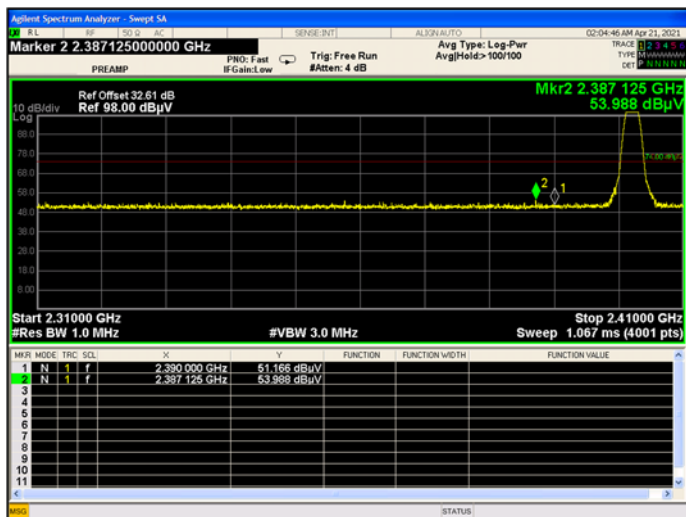 Agilent Spectrum Analyzer - Swept SA
RL RF 50 Ω AC SENSE:INT ALIGN AUTO 02:04:46 AM Apr 21, 2021
Marker 2 2.387125000000 GHz
PREAMP
PNO: Fast
IFGain:Low
Trig: Free Run
#Atten: 4 dB
Avg Type: Log-Pwr
Avg|Hold:>100/100
TRACE 1 2 3 4 5 6
TYPE M
DET P N N N N N
Ref Offset 32.61 dB
10 dB/div Ref 98.00 dBµV
Log
Mkr2 2.387 125 GHz
53.988 dBµV
88.0
78.0
68.0
58.0
48.0
38.0
28.0
18.0
8.00
2
1
Start 2.31000 GHz Stop 2.41000 GHz
#Res BW 1.0 MHz #VBW 3.0 MHz Sweep 1.067 ms (4001 pts)
MKR MODE TRC SCL X Y FUNCTION FUNCTION WIDTH FUNCTION VALUE
1 N 1 f 2.390 000 GHz 51.166 dBµV
2 N 1 f 2.387 125 GHz 53.988 dBµV
3
4
5
6
7
8
9
10
11
MSG STATUS